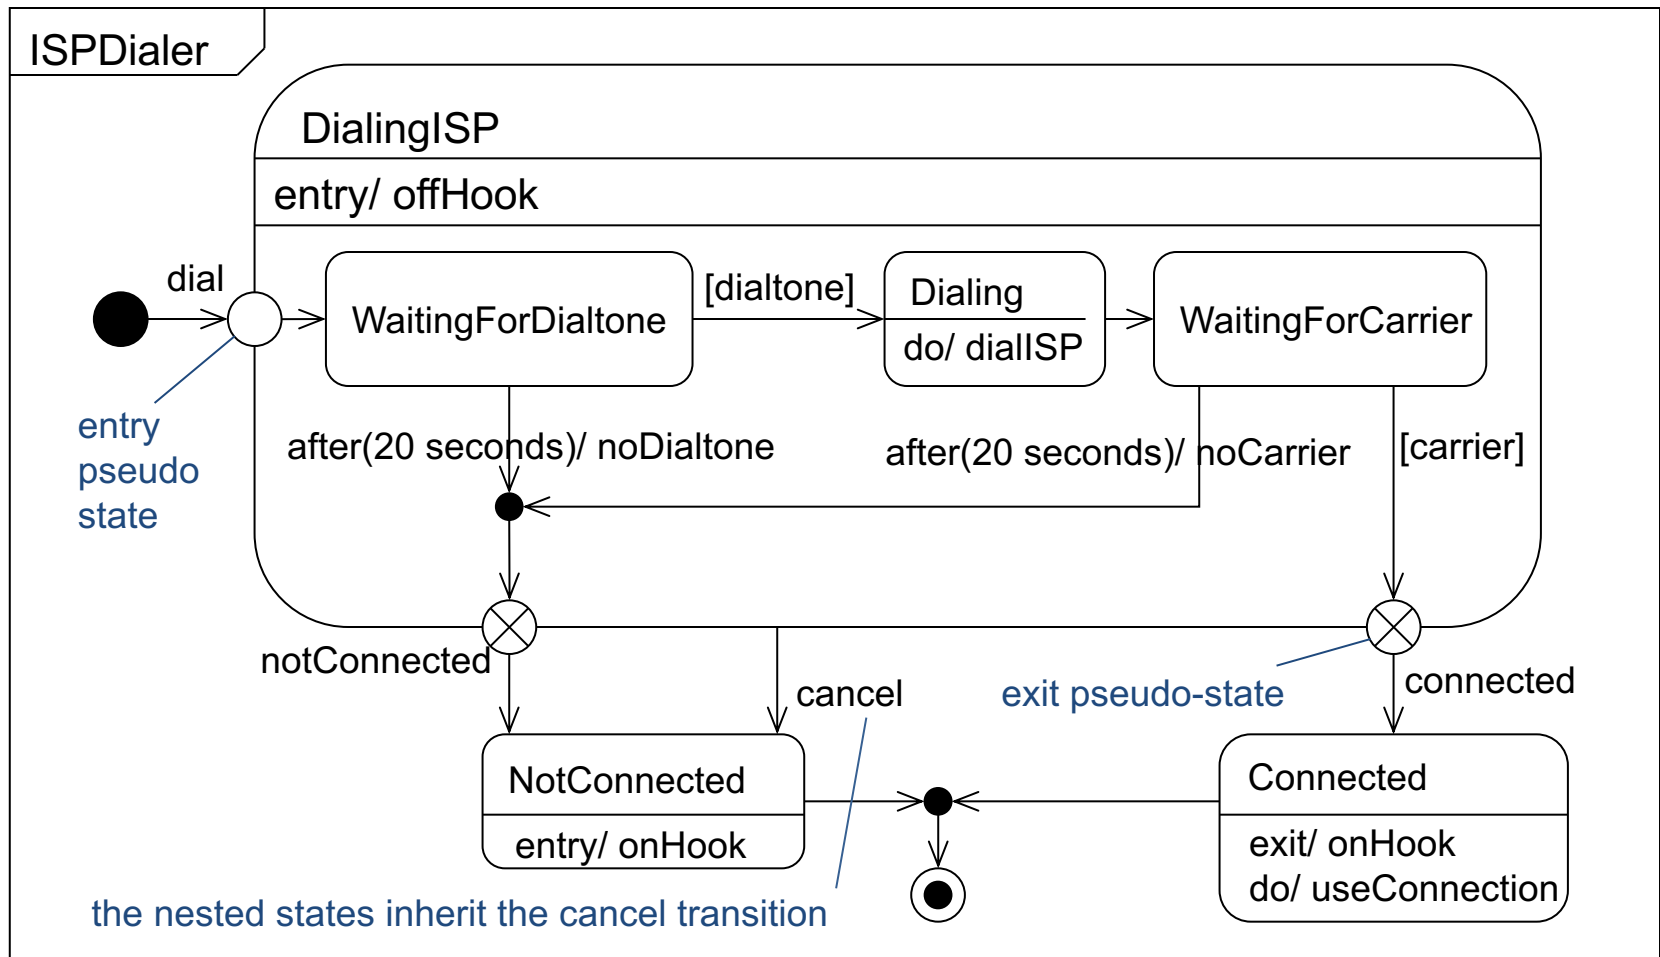 ISPDialer
DialingISP
entry/ offHook
dial
WaitingForDialtone
[dialtone]
Dialing
do/ dialISP
WaitingForCarrier
entry
pseudo
state
after(20 seconds)/ noDialtone
after(20 seconds)/ noCarrier
[carrier]
notConnected
cancel
exit pseudo-state
connected
NotConnected
entry/ onHook
Connected
exit/ onHook
do/ useConnection
the nested states inherit the cancel transition